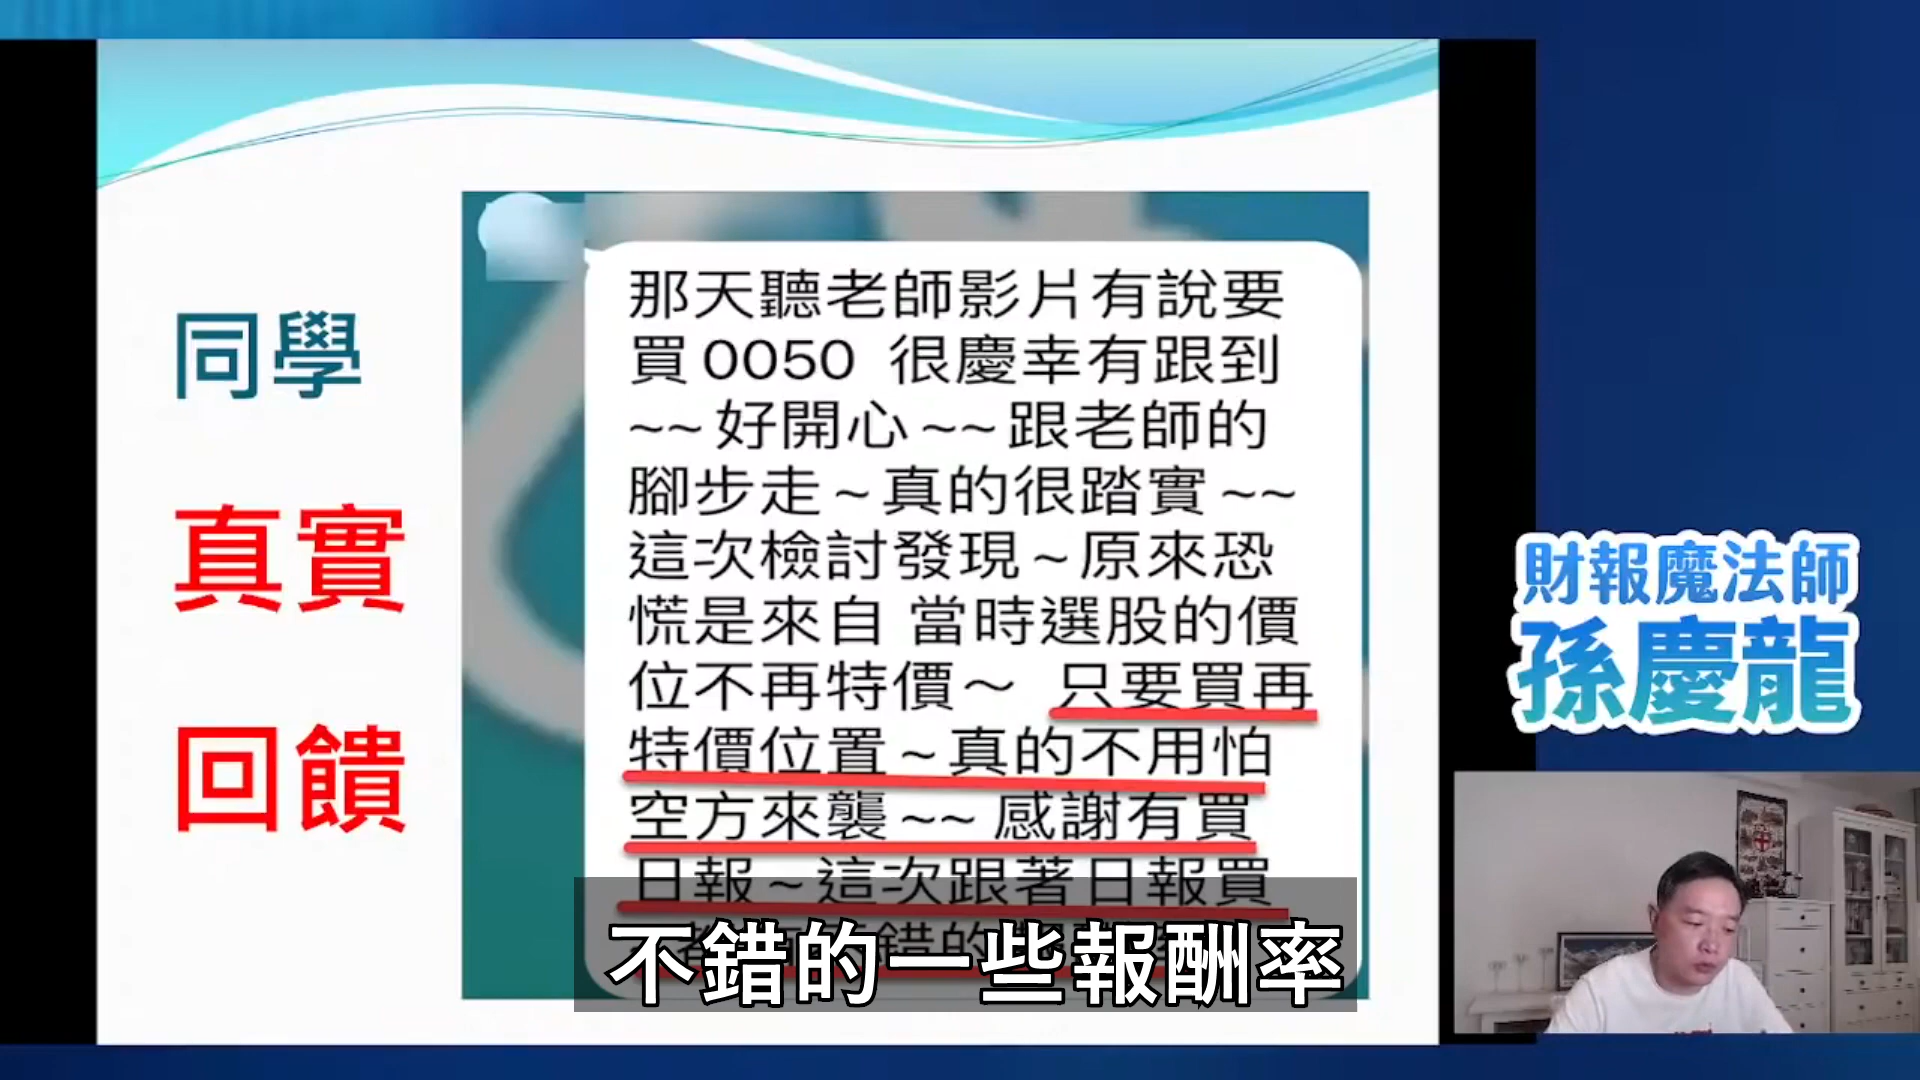 同學
真實
回饋
那天聽老師影片有說要
買0050 很慶幸有跟到
~~好開心~~跟老師的
腳步走~真的很踏實~~
這次檢討發現~原來恐
慌是來自 當時選股的價
位不再特價～ 只要買再
特價位置~真的不用怕
空方來襲~~感謝有買
日報~這次跟著日報買
不錯的一些報酬率
財報魔法師
孫慶龍